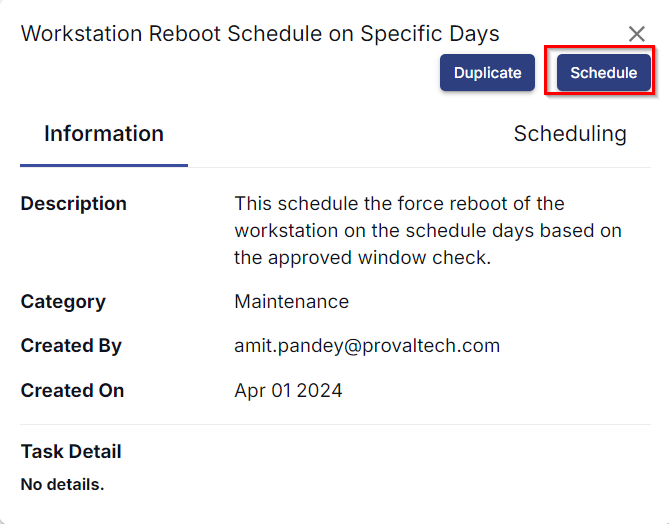 Workstation Reboot Schedule on Specific Days
Duplicate
Schedule
Information
Scheduling
Description
This schedule the force reboot of the
workstation on the schedule days based on
the approved window check.
Category
Maintenance
Created By
amit.pandey@provaltech.com
Created On
Apr 01 2024
Task Detail
No details.